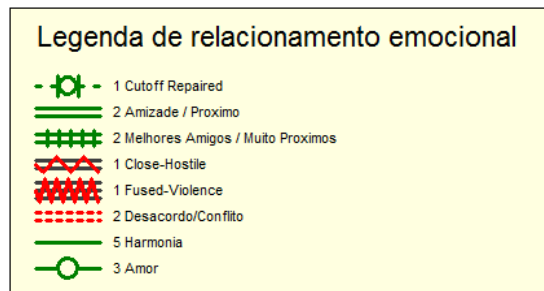 Legenda de relacionamento emocional
1 Cutoff Repaired
2 Amizade / Proximo
2 Melhores Amigos / Muito Proximos
1 Close-Hostile
1 Fused-Violence
2 Desacordo/Conflito
5 Harmonia
3 Amor